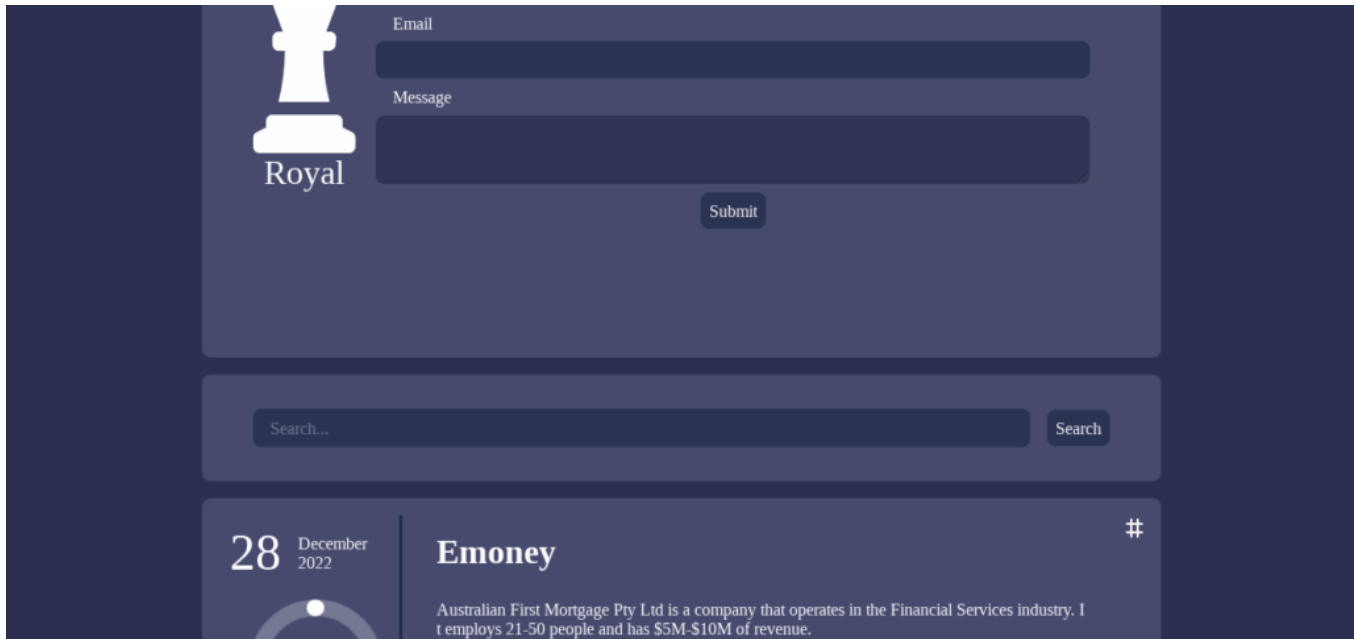 Email
Message
Royal
Submit
Search...
Search
28
December
2022
#
Emoney
Australian First Mortgage Pty Ltd is a company that operates in the Financial Services industry. I
t employs 21-50 people and has $5M-$10M of revenue.